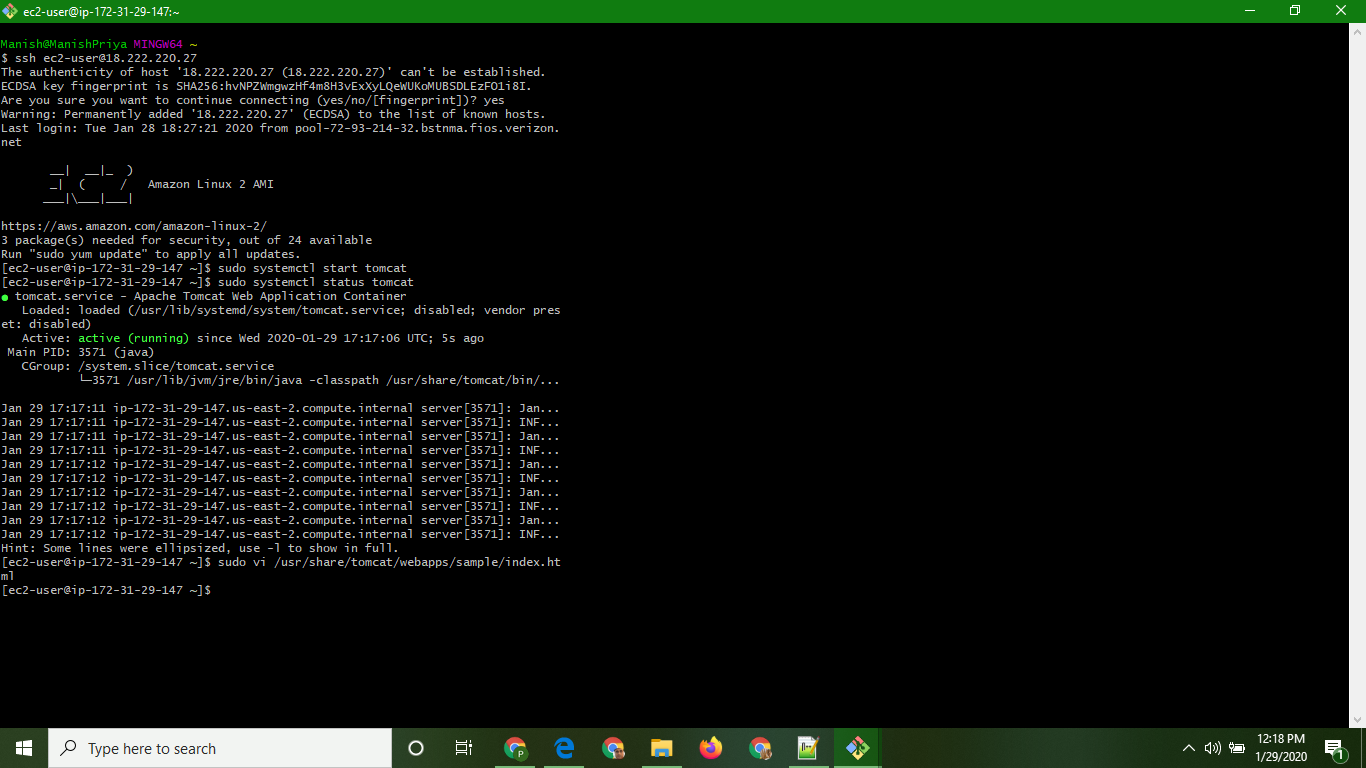 ec2-user@ip-172-31-29-147:~
Manish@ManishPriya MINGW64 ~
$ ssh ec2-user@18.222.220.27
The authenticity of host '18.222.220.27 (18.222.220.27)' can't be established.
ECDSA key fingerprint is SHA256:hvNPZWmgwzHf4m8H3vExXyLQeWUKoMUBSDLEzFO1i8I.
Are you sure you want to continue connecting (yes/no/[fingerprint])? yes
Warning: Permanently added '18.222.220.27' (ECDSA) to the list of known hosts.
Last login: Tue Jan 28 18:27:21 2020 from pool-72-93-214-32.bstnma.fios.verizon.
net
       __|  __|_  )
       _|  (     /   Amazon Linux 2 AMI
      ___|\___|___|
https://aws.amazon.com/amazon-linux-2/
3 package(s) needed for security, out of 24 available
Run "sudo yum update" to apply all updates.
[ec2-user@ip-172-31-29-147 ~]$ sudo systemctl start tomcat
[ec2-user@ip-172-31-29-147 ~]$ sudo systemctl status tomcat
● tomcat.service - Apache Tomcat Web Application Container
   Loaded: loaded (/usr/lib/systemd/system/tomcat.service; disabled; vendor pres
et: disabled)
   Active: active (running) since Wed 2020-01-29 17:17:06 UTC; 5s ago
 Main PID: 3571 (java)
   CGroup: /system.slice/tomcat.service
           └─3571 /usr/lib/jvm/jre/bin/java -classpath /usr/share/tomcat/bin/...
Jan 29 17:17:11 ip-172-31-29-147.us-east-2.compute.internal server[3571]: Jan...
Jan 29 17:17:11 ip-172-31-29-147.us-east-2.compute.internal server[3571]: INF...
Jan 29 17:17:11 ip-172-31-29-147.us-east-2.compute.internal server[3571]: Jan...
Jan 29 17:17:11 ip-172-31-29-147.us-east-2.compute.internal server[3571]: INF...
Jan 29 17:17:12 ip-172-31-29-147.us-east-2.compute.internal server[3571]: Jan...
Jan 29 17:17:12 ip-172-31-29-147.us-east-2.compute.internal server[3571]: INF...
Jan 29 17:17:12 ip-172-31-29-147.us-east-2.compute.internal server[3571]: Jan...
Jan 29 17:17:12 ip-172-31-29-147.us-east-2.compute.internal server[3571]: INF...
Jan 29 17:17:12 ip-172-31-29-147.us-east-2.compute.internal server[3571]: Jan...
Jan 29 17:17:12 ip-172-31-29-147.us-east-2.compute.internal server[3571]: INF...
Hint: Some lines were ellipsized, use -l to show in full.
[ec2-user@ip-172-31-29-147 ~]$ sudo vi /usr/share/tomcat/webapps/sample/index.ht
ml
[ec2-user@ip-172-31-29-147 ~]$
Type here to search
12:18 PM
1/29/2020
1